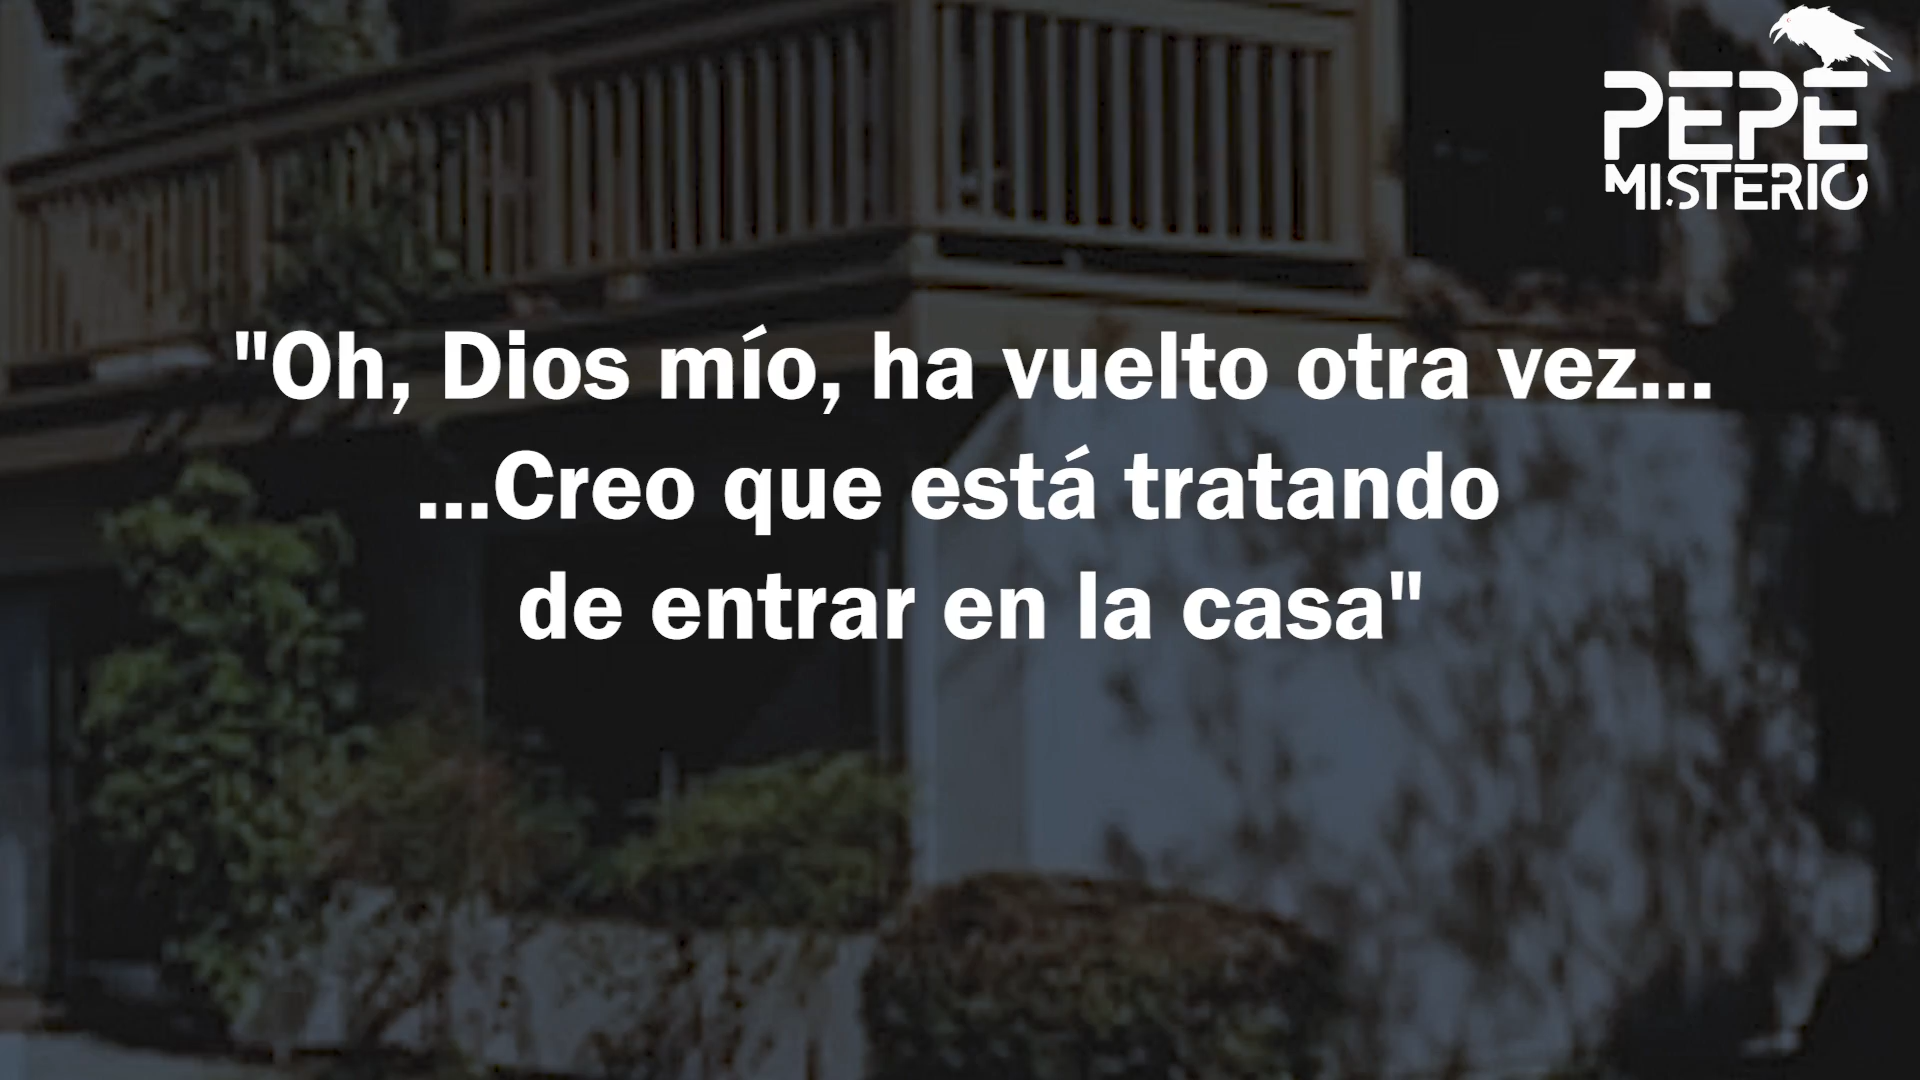 PEPE
MISTERIO
"Oh, Dios mío, ha vuelto otra vez...
...Creo que está tratando
de entrar en la casa"